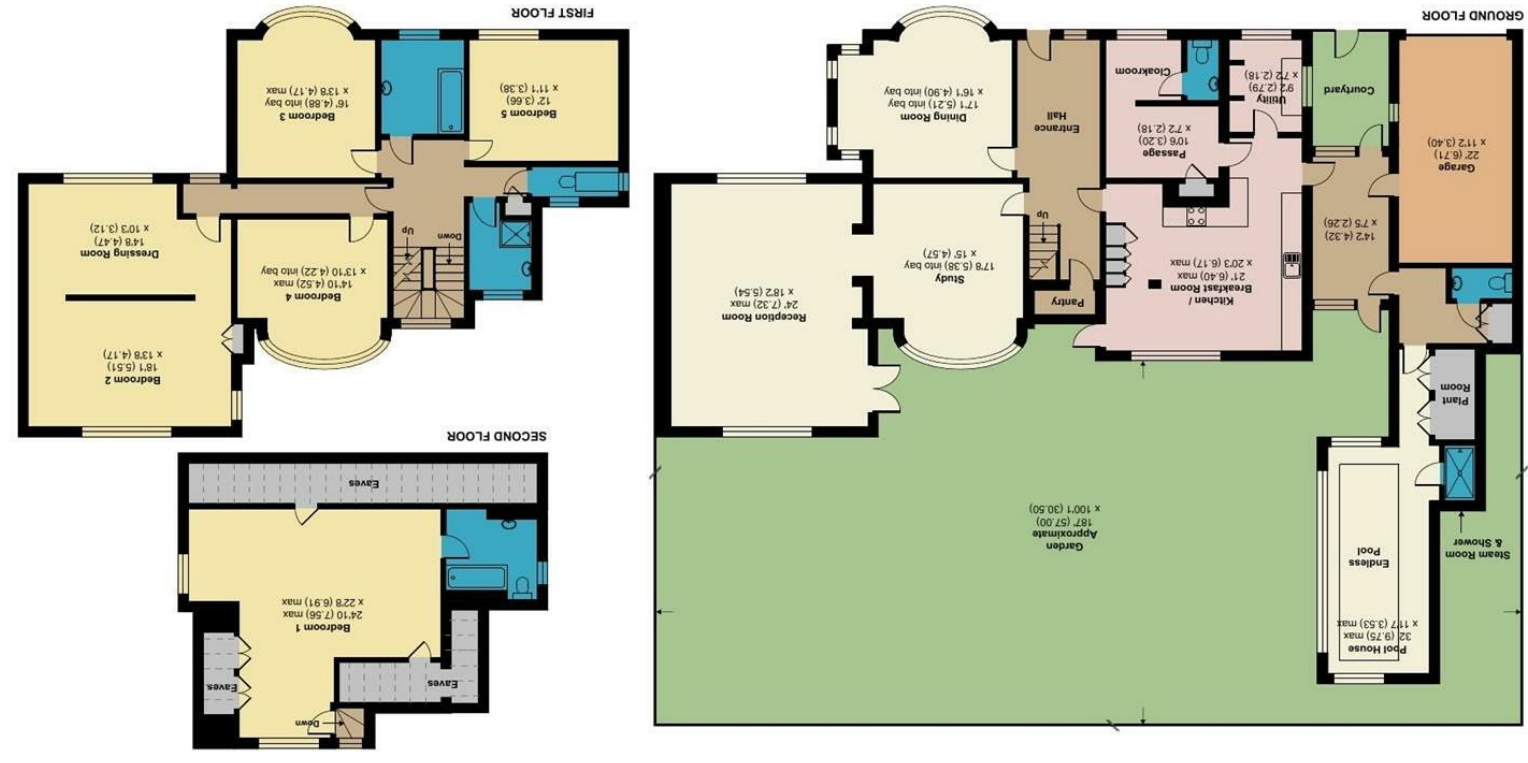 Pool House
32' (9.75) max
x 11'7 (3.53) max
Endless
Pool
Steam Room
& Shower
Plant
Room
Garden
Approximate
187' (57.00)
x 100'1 (30.50)
Kitchen /
Breakfast Room
21' (6.40) max
x 20'3 (6.17) max
Pantry
Up
Study
17'8 (5.38) into bay
x 15' (4.57)
Reception Room
24' (7.32) max
x 18'2 (5.54)
14'2 (4.32)
x 7'5 (2.26)
Garage
22' (6.71)
x 11'2 (3.40)
Courtyard
Utility
9'2 (2.79)
x 7'2 (2.18)
Passage
10'6 (3.20)
x 7'2 (2.18)
Cloakroom
Entrance
Hall
Dining Room
17'1 (5.21) into bay
x 16'1 (4.90) into bay
GROUND FLOOR
Down
Eaves
Eaves
Bedroom 1
24'10 (7.56) max
x 22'8 (6.91) max
Eaves
SECOND FLOOR
Bedroom 2
18'1 (5.51)
x 13'8 (4.17)
Bedroom 4
14'10 (4.52) max
x 13'10 (4.22) into bay
Dressing Room
14'8 (4.47)
x 10'3 (3.12)
Down
Up
Bedroom 5
12' (3.66)
x 11'1 (3.38)
Bedroom 3
16' (4.88) into bay
x 13'8 (4.17) max
FIRST FLOOR